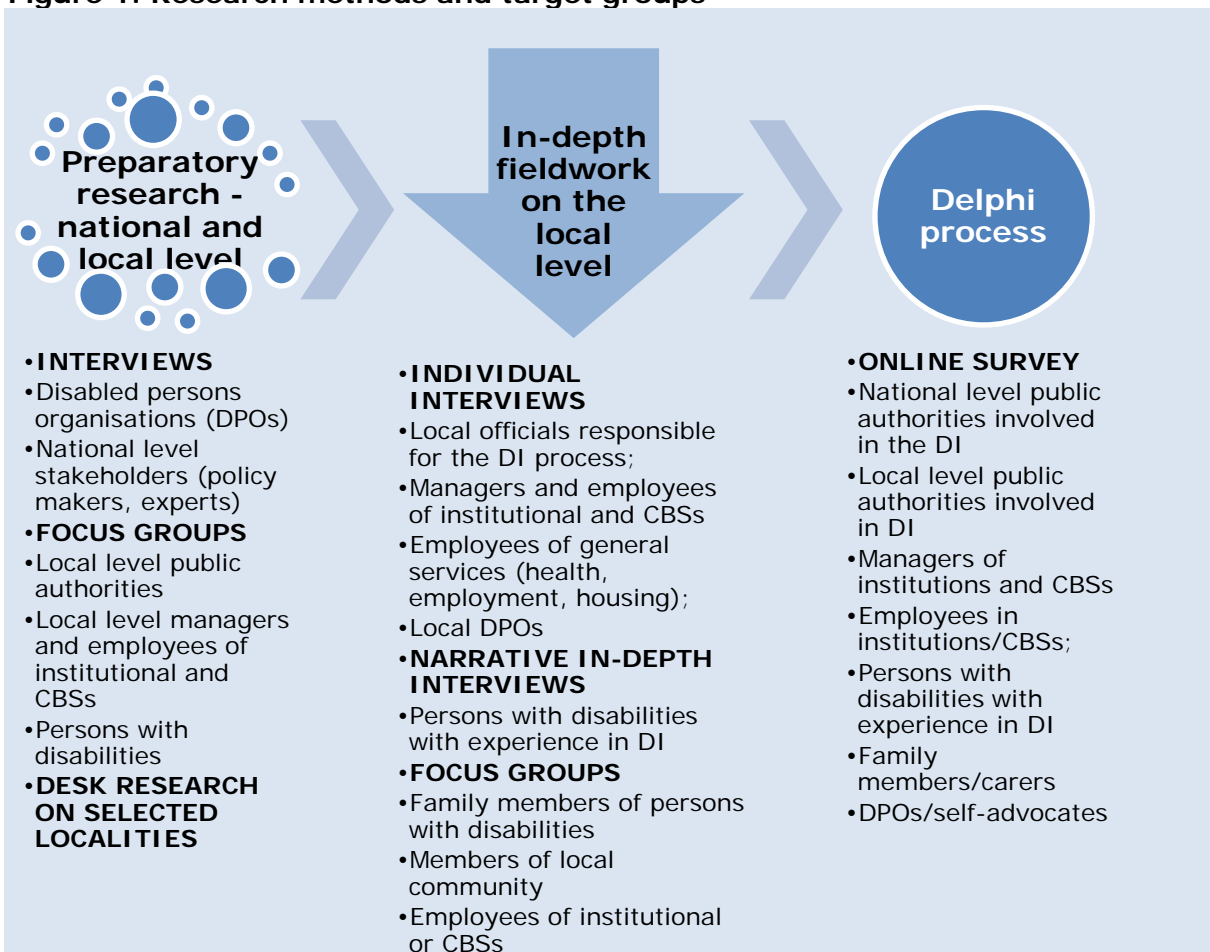 Figure 1: Research methods and target groups
Preparatory
research -
national and
local level
In-depth
fieldwork
on the
local
level
Delphi
process
•INTERVIEWS
•Disabled persons
organisations (DPOs)
•National level
stakeholders (policy
makers, experts)
•FOCUS GROUPS
•Local level public
authorities
•Local level managers
and employees of
institutional and
CBSs
•Persons with
disabilities
•DESK RESEARCH
ON SELECTED
LOCALITIES
•INDIVIDUAL
INTERVIEWS
•Local officials responsible
for the DI process;
•Managers and employees
of institutional and CBSs
•Employees of general
services (health,
employment, housing);
•Local DPOs
•NARRATIVE IN-DEPTH
INTERVIEWS
•Persons with disabilities
with experience in DI
•FOCUS GROUPS
•Family members of persons
with disabilities
•Members of local
community
•Employees of institutional
or CBSs
•ONLINE SURVEY
•National level public
authorities involved
in the DI
•Local level public
authorities involved
in DI
•Managers of
institutions and CBSs
•Employees in
institutions/CBSs;
•Persons with
disabilities with
experience in DI
•Family
members/carers
•DPOs/self-advocates